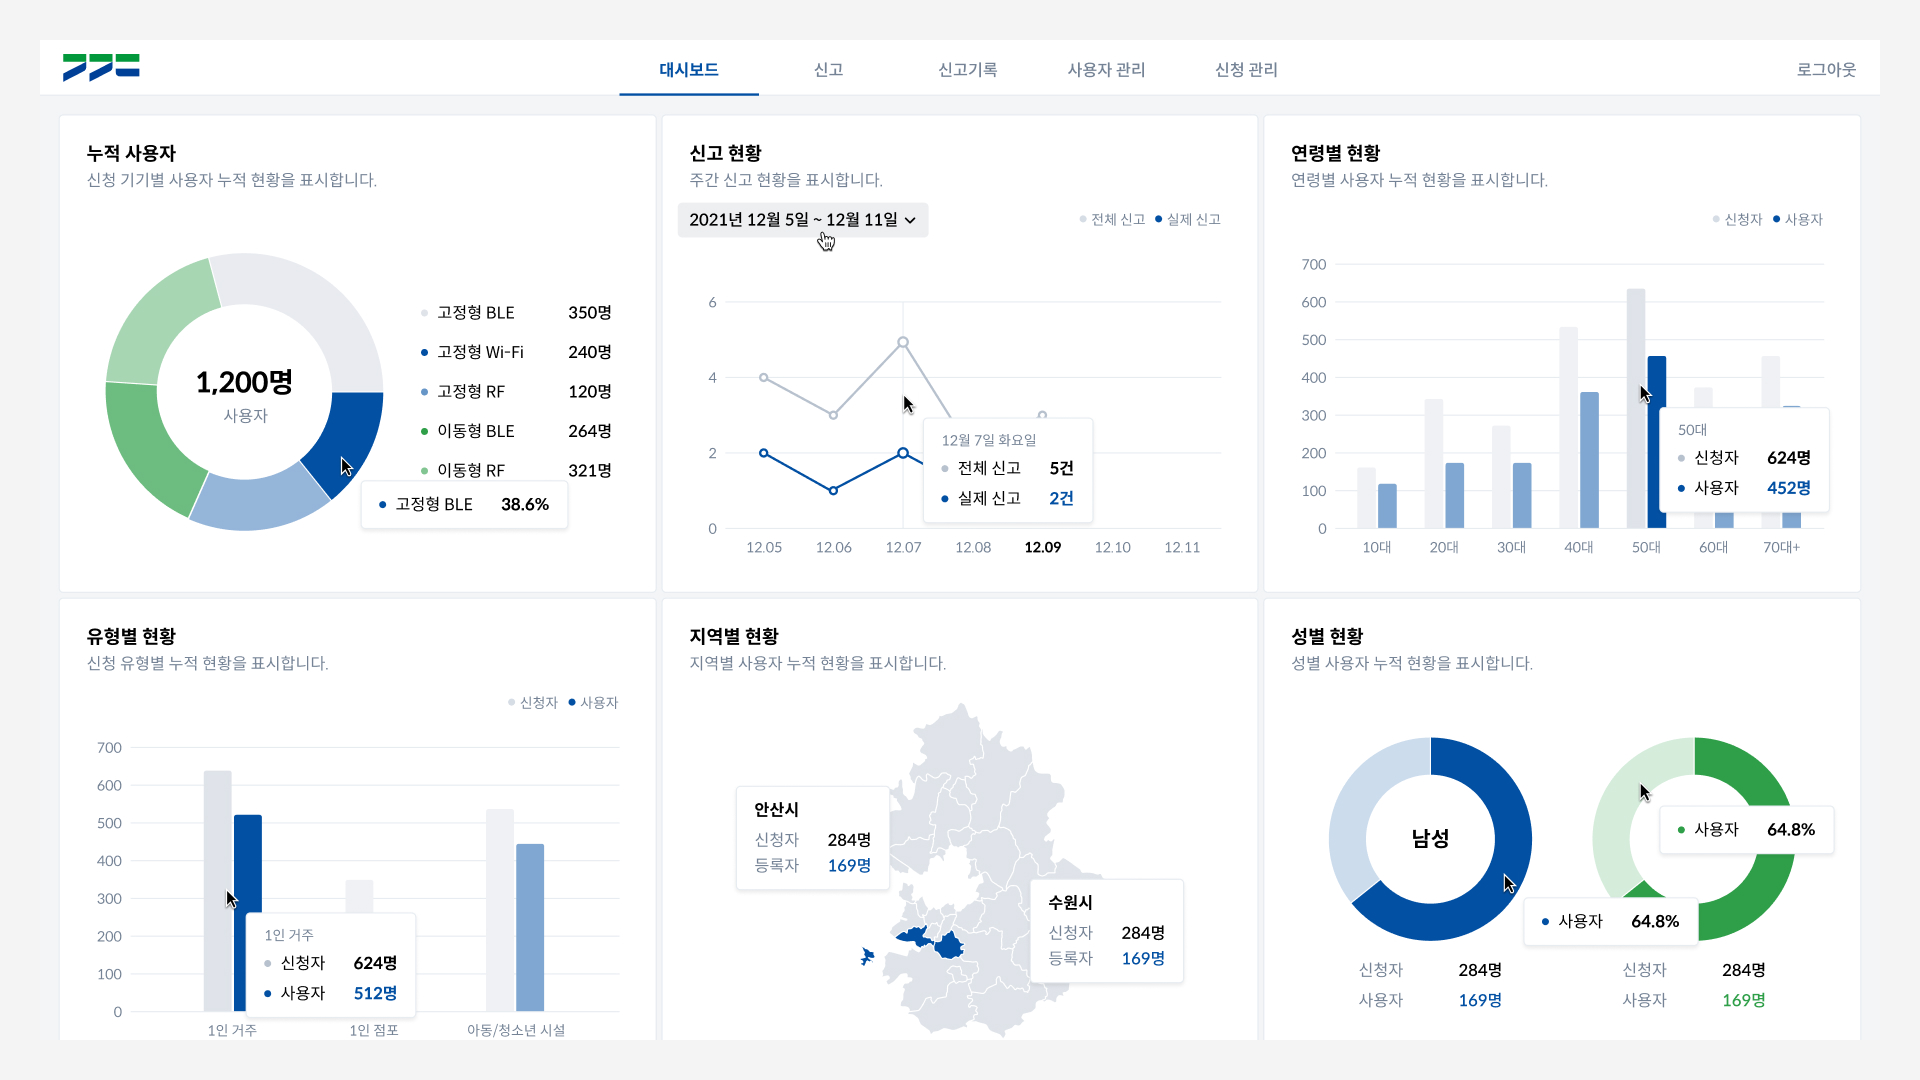 대시보드
신고
신고기록
사용자 관리
신청 관리
로그아웃
누적 사용자
신청 기기별 사용자 누적 현황을 표시합니다.
1,200명
사용자
고정형 BLE 350명
고정형 Wi-Fi 240명
고정형 RF 120명
이동형 BLE 264명
이동형 RF 321명
고정형 BLE 38.6%
신고 현황
주간 신고 현황을 표시합니다.
2021년 12월 5일 ~ 12월 11일
전체 신고 실제 신고
6
4
2
0
12.05 12.06 12.07 12.08 12.09 12.10 12.11
12월 7일 화요일
전체 신고 5건
실제 신고 2건
연령별 현황
연령별 사용자 누적 현황을 표시합니다.
신청자 사용자
700
600
500
400
300
200
100
0
10대 20대 30대 40대 50대 60대 70대+
50대
신청자 624명
사용자 452명
유형별 현황
신청 유형별 누적 현황을 표시합니다.
신청자 사용자
700
600
500
400
300
200
100
0
1인 거주 1인 점포 아동/청소년 시설
1인 거주
신청자 624명
사용자 512명
지역별 현황
지역별 사용자 누적 현황을 표시합니다.
안산시
신청자 284명
등록자 169명
수원시
신청자 284명
등록자 169명
성별 현황
성별 사용자 누적 현황을 표시합니다.
남성
사용자 64.8%
사용자 64.8%
신청자 284명
사용자 169명
신청자 284명
사용자 169명